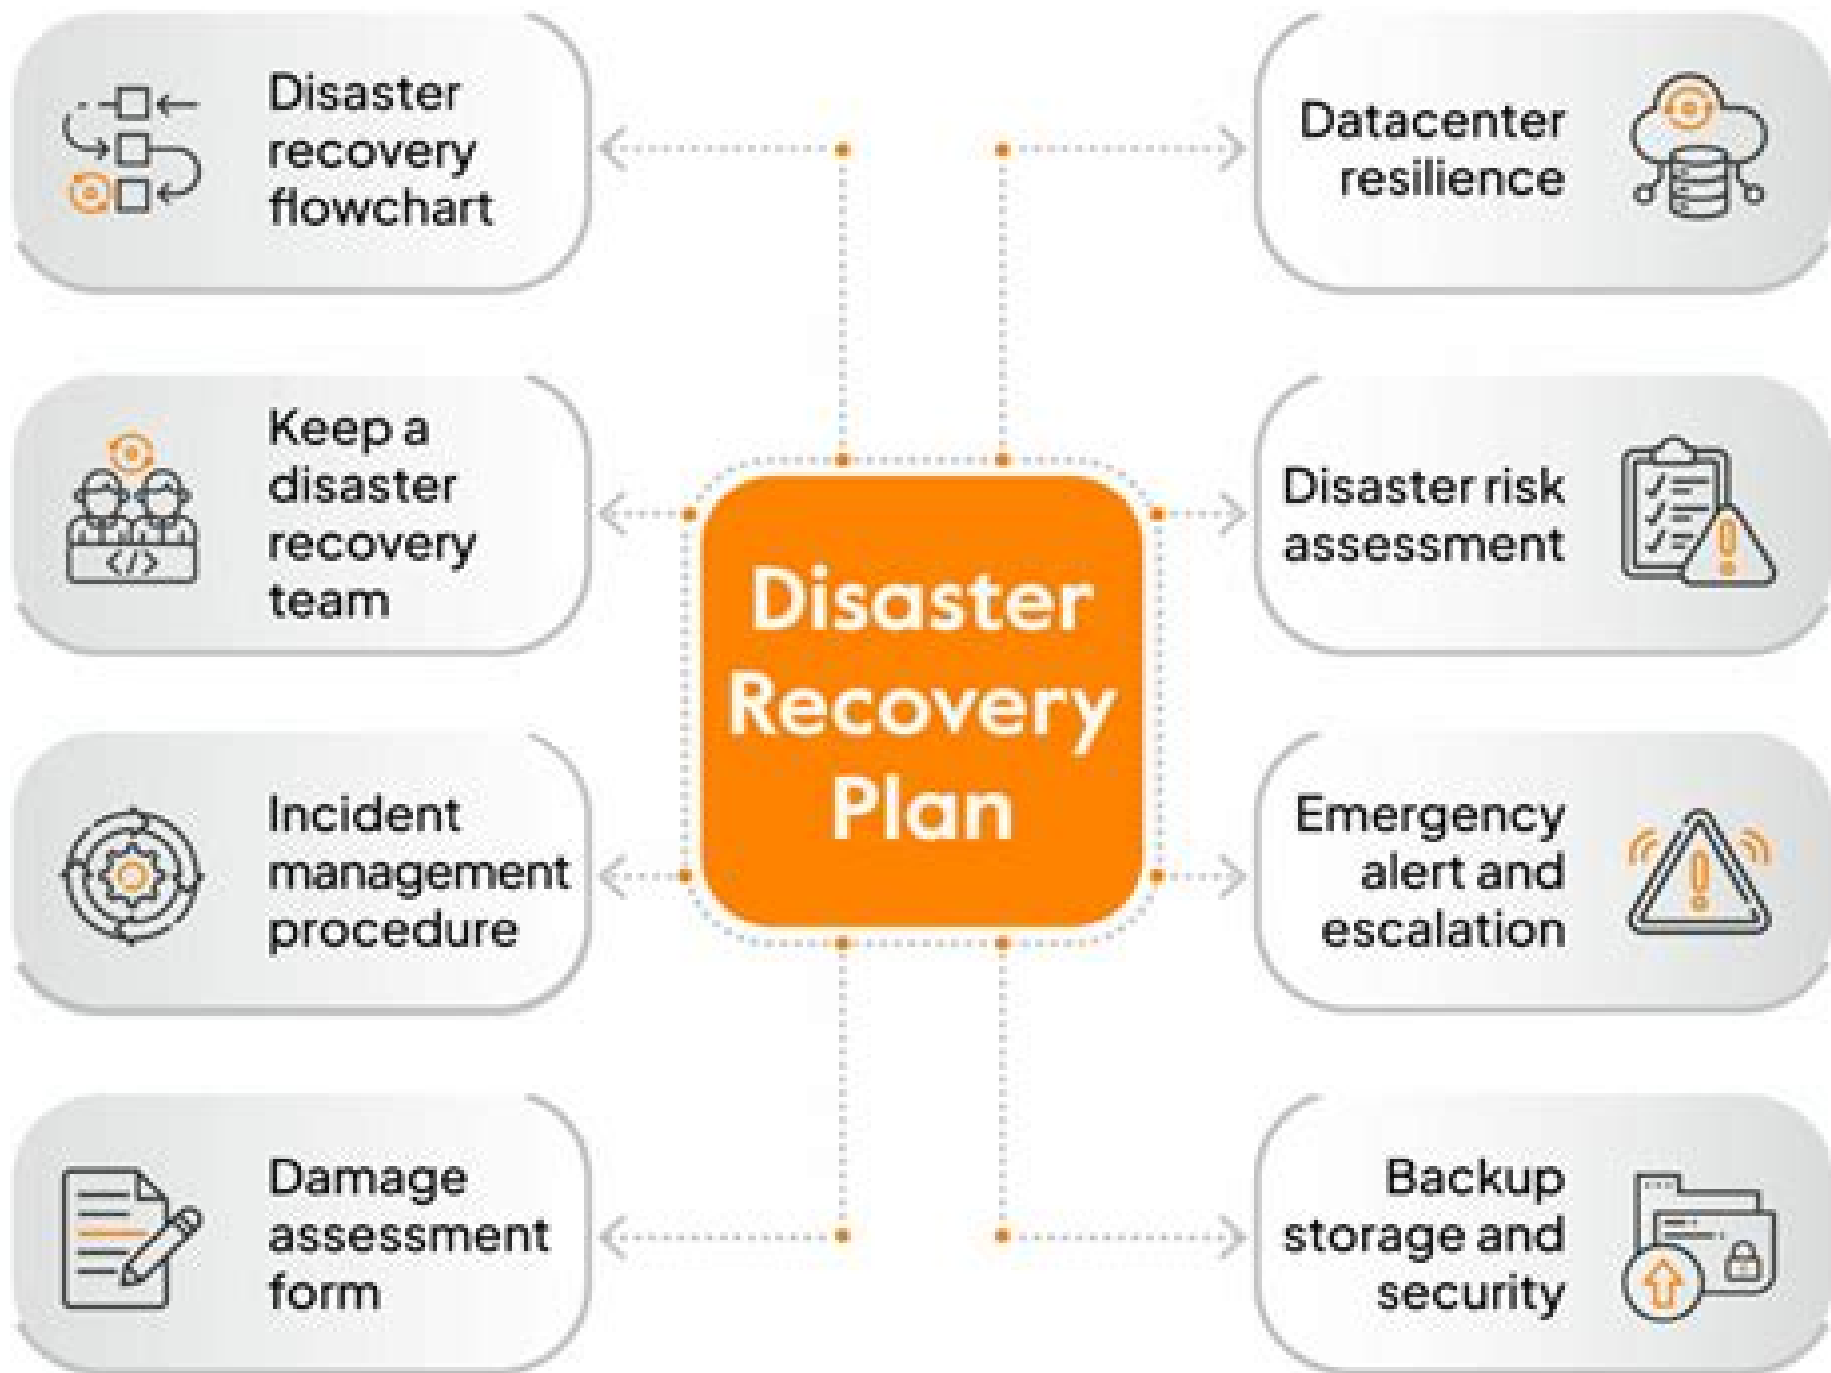 Disaster
recovery
flowchart
Keep a
disaster
recovery
team
Incident
management
procedure
Damage
assessment
form
Disaster
Recovery
Plan
Datacenter
resilience
Disaster risk
assessment
Emergency
alert and
escalation
Backup
storage and
security